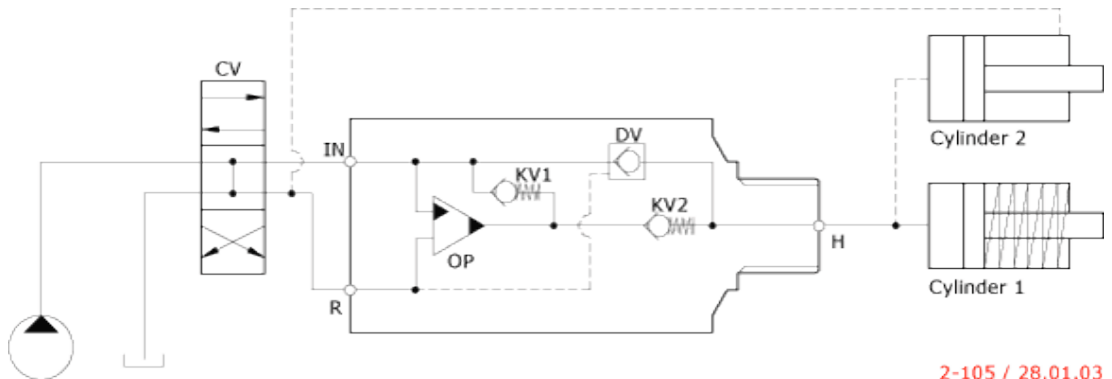 CV
IN
DV
KV1
KV2
OP
R
H
Cylinder 2
Cylinder 1
2-105 / 28.01.03